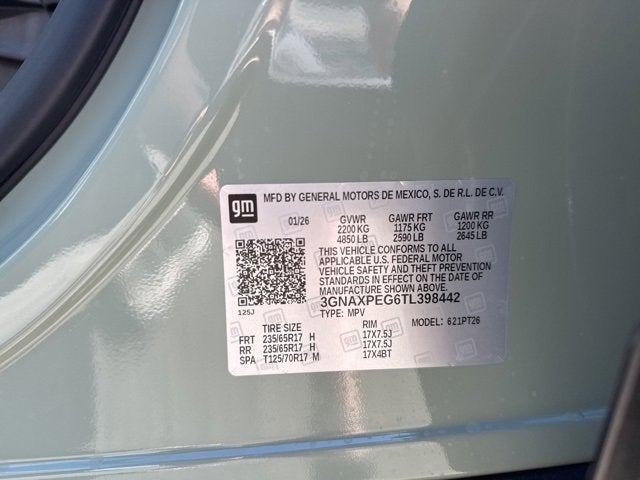 gm
MFD BY GENERAL MOTORS DE MEXICO, S. DE R.L. DE C.V.
01/26 GVWR GAWR FRT GAWR RR
2200 KG 1175 KG 1200 KG
4850 LB 2590 LB 2645 LB
THIS VEHICLE CONFORMS TO ALL
APPLICABLE U.S. FEDERAL MOTOR
VEHICLE SAFETY AND THEFT PREVENTION
STANDARDS IN EFFECT ON THE DATE OF
MANUFACTURE SHOWN ABOVE.
3GNAXPEG6TL398442
125J
TYPE: MPV
MODEL: 621PT26
TIRE SIZE RIM
FRT 235/65R17 H 17X7.5J
RR 235/65R17 H 17X7.5J
SPA T125/70R17 M 17X4BT